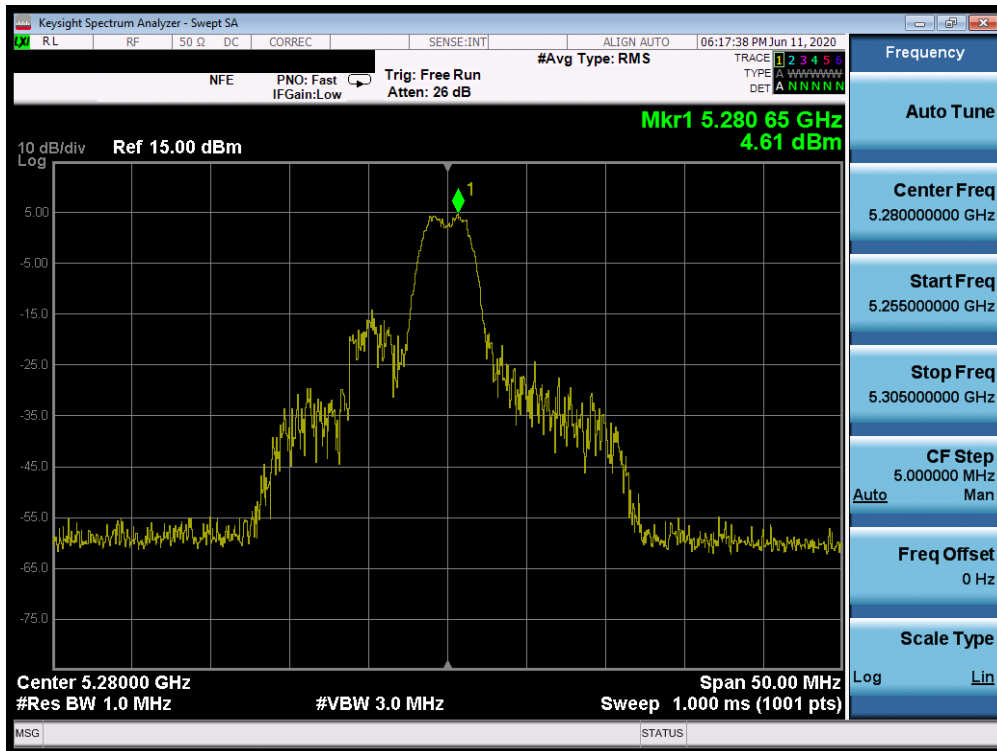 Keysight Spectrum Analyzer - Swept SA
LXI RL RF 50 Ω DC CORREC SENSE:INT ALIGN AUTO 06:17:38 PM Jun 11, 2020
NFE PNO: Fast Trig: Free Run #Avg Type: RMS TRACE 1 2 3 4 5 6
IFGain:Low Atten: 26 dB TYPE A WWWWW
DET A N N N N N
Mkr1 5.280 65 GHz
4.61 dBm
10 dB/div Ref 15.00 dBm
Log
1
5.00
-5.00
-15.0
-25.0
-35.0
-45.0
-55.0
-65.0
-75.0
Center 5.28000 GHz Span 50.00 MHz
#Res BW 1.0 MHz #VBW 3.0 MHz Sweep 1.000 ms (1001 pts)
MSG STATUS
Frequency
Auto Tune
Center Freq
5.280000000 GHz
Start Freq
5.255000000 GHz
Stop Freq
5.305000000 GHz
CF Step
5.000000 MHz
Auto Man
Freq Offset
0 Hz
Scale Type
Log Lin